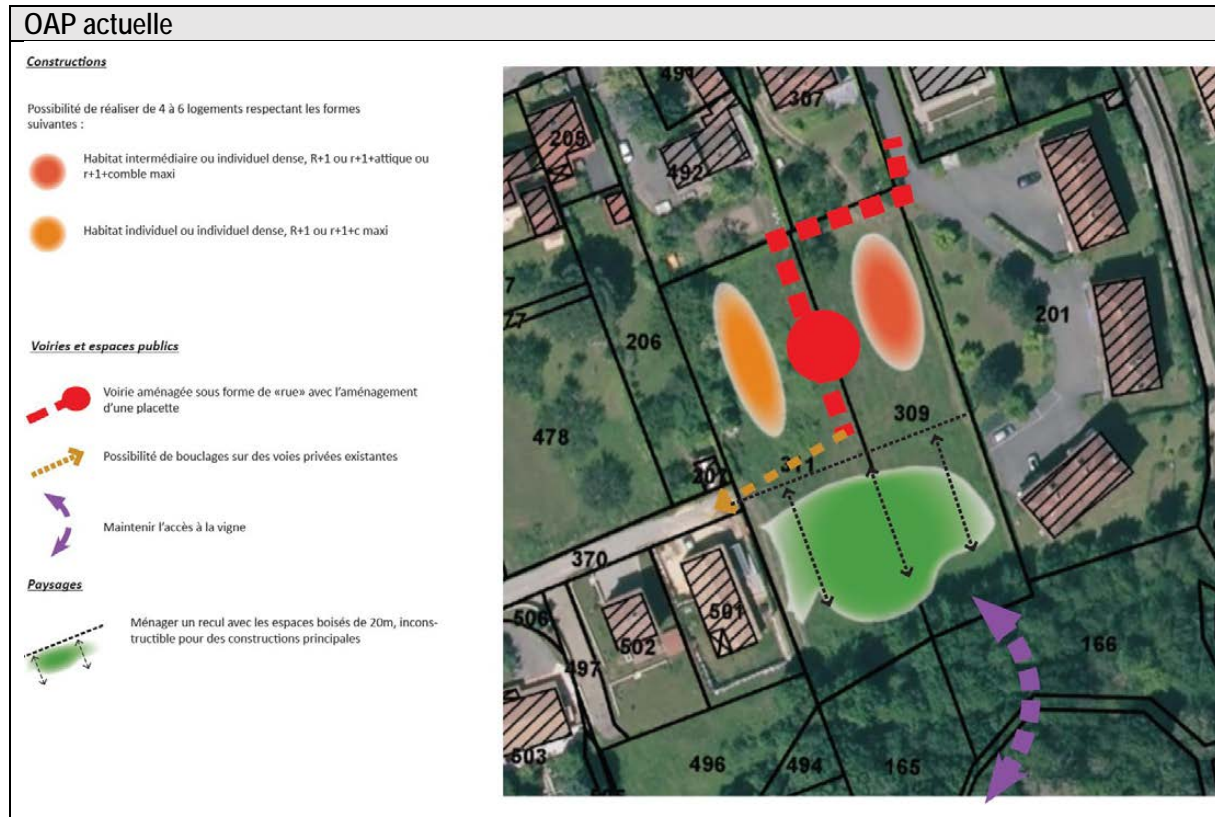 OAP actuelle
Constructions
Possibilité de réaliser de 4 à 6 logements respectant les formes
suivantes :
Habitat intermédiaire ou individuel dense, R+1 ou r+1+attique ou
r+1+comble maxi
Habitat individuel ou individuel dense, R+1 ou r+1+c maxi
Voiries et espaces publics
Voirie aménagée sous forme de «rue» avec l'aménagement
d'une placette
Possibilité de bouclages sur des voies privées existantes
Maintenir l'accès à la vigne
Paysages
Ménager un recul avec les espaces boisés de 20m, incons-
tructible pour des constructions principales
491
307
205
492
201
206
309
478
311
370
501
506
502
497
166
503
496
494
165